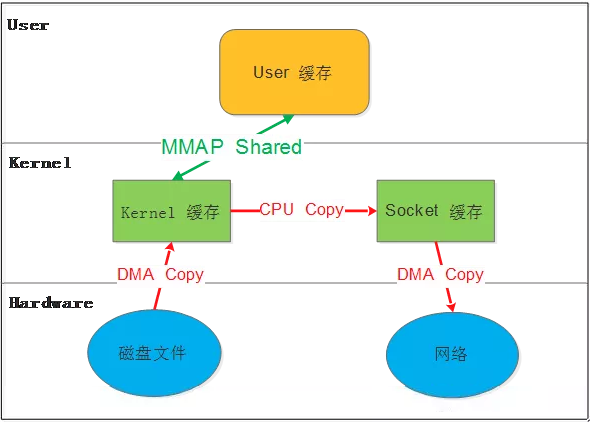 User
User 缓存
MMAP Shared
Kernel
Kernel 缓存
CPU Copy
Socket 缓存
DMA Copy
DMA Copy
Hardware
磁盘文件
网络